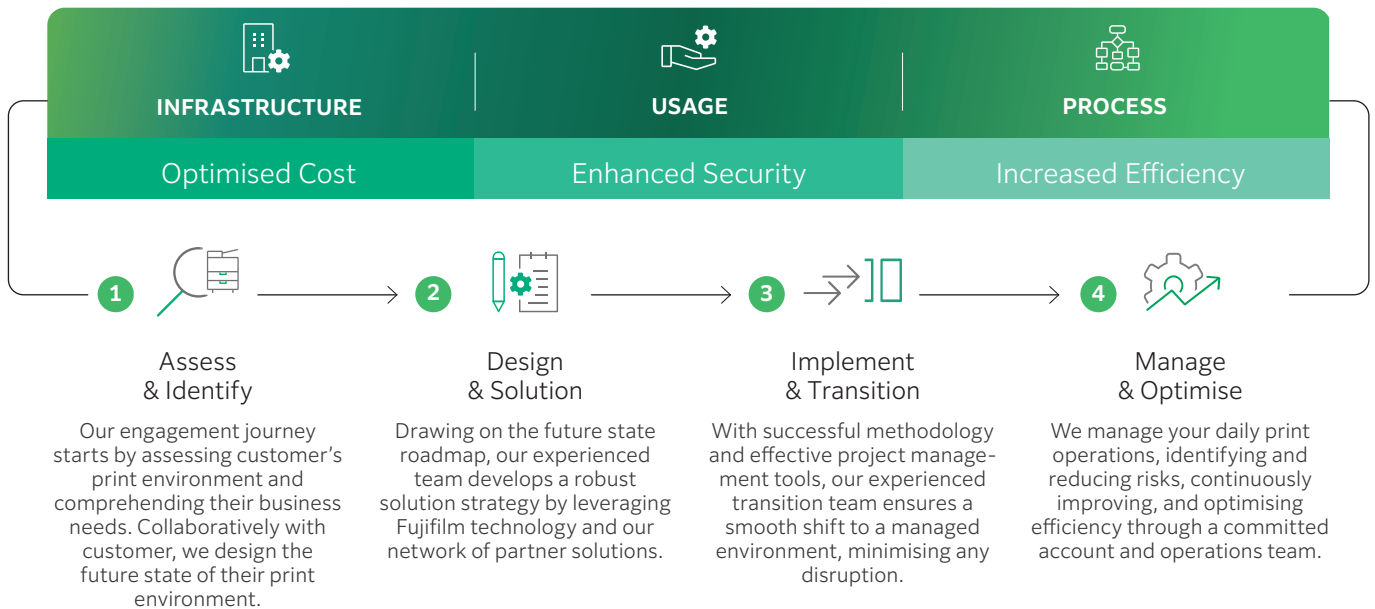 INFRASTRUCTURE
USAGE
PROCESS
Optimised Cost
Enhanced Security
Increased Efficiency
1
Assess
& Identify
Our engagement journey
starts by assessing customer’s
print environment and
comprehending their business
needs. Collaboratively with
customer, we design the
future state of their print
environment.
2
Design
& Solution
Drawing on the future state
roadmap, our experienced
team develops a robust
solution strategy by leveraging
Fujifilm technology and our
network of partner solutions.
3
Implement
& Transition
With successful methodology
and effective project manage-
ment tools, our experienced
transition team ensures a
smooth shift to a managed
environment, minimising any
disruption.
4
Manage
& Optimise
We manage your daily print
operations, identifying and
reducing risks, continuously
improving, and optimising
efficiency through a committed
account and operations team.